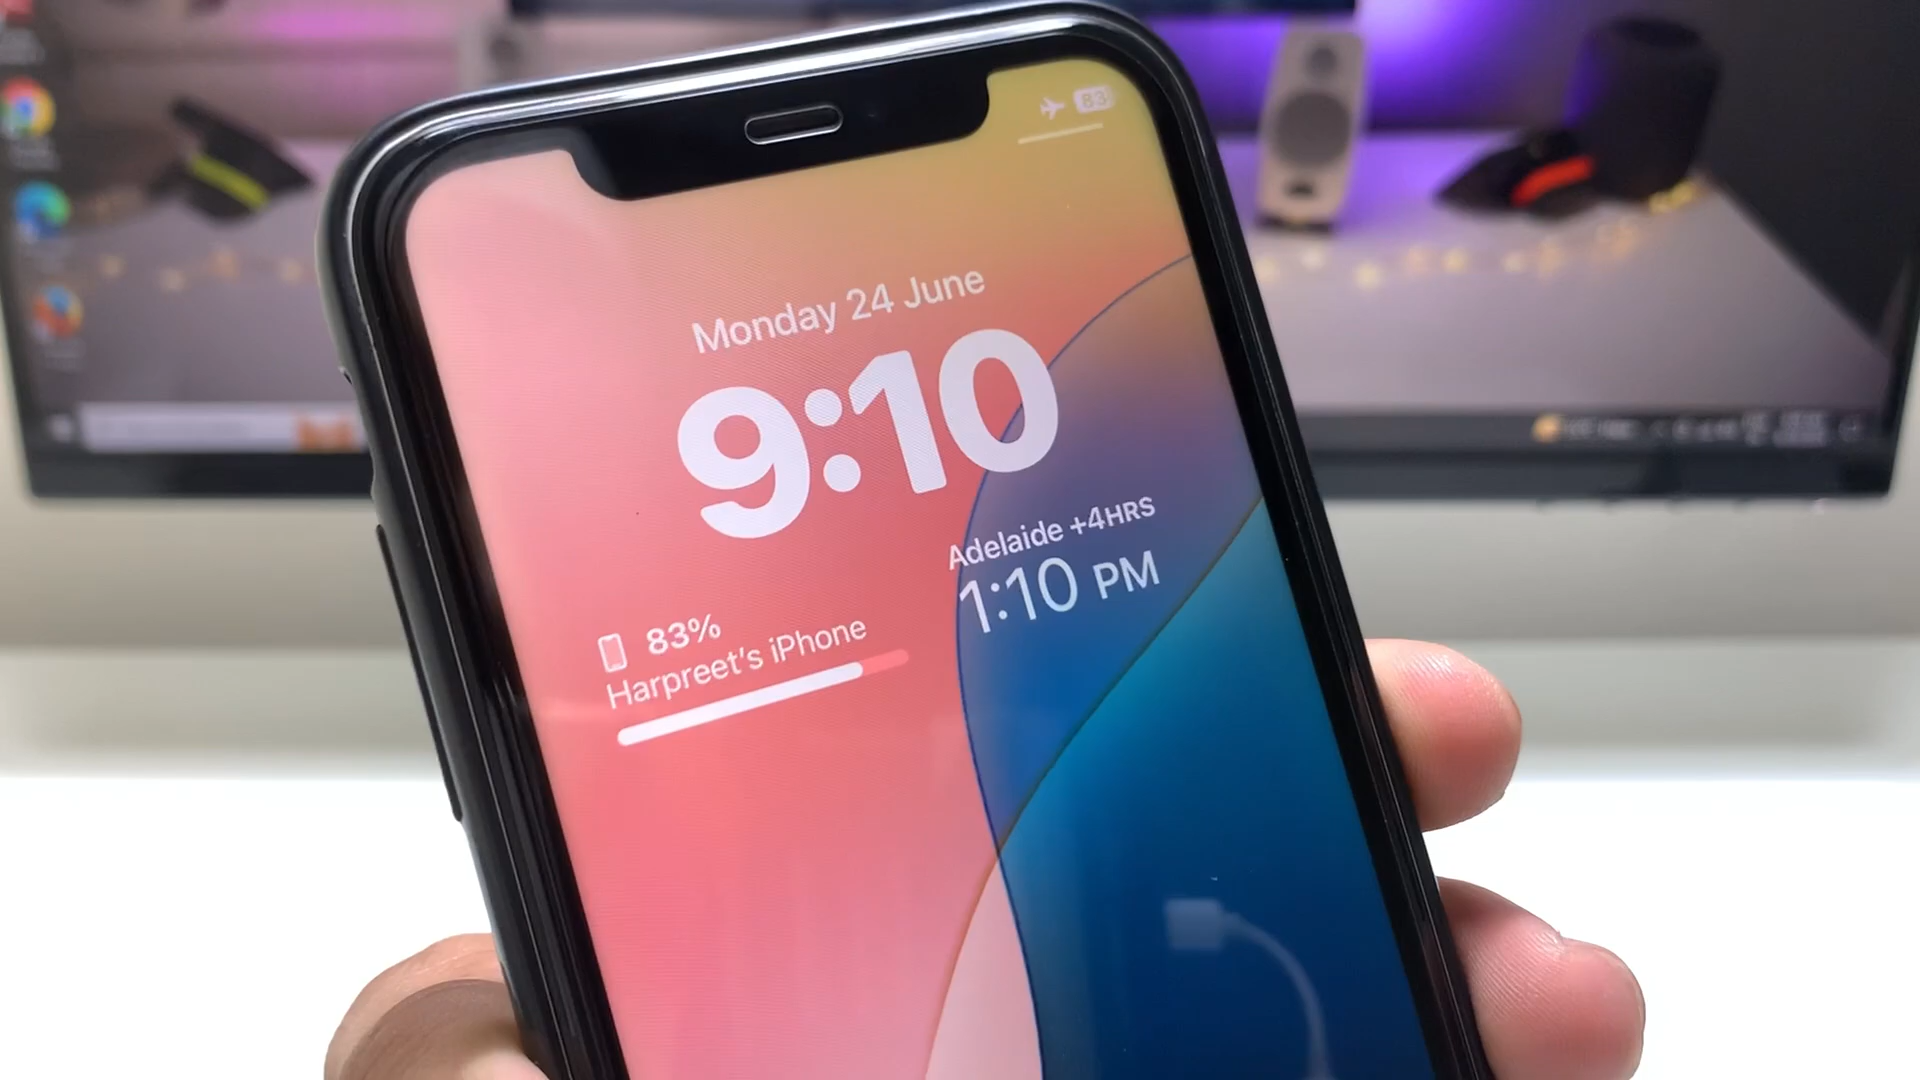 83
Monday 24 June
9:10
Adelaide +4HRS
1:10 PM
83%
Harpreet's iPhone